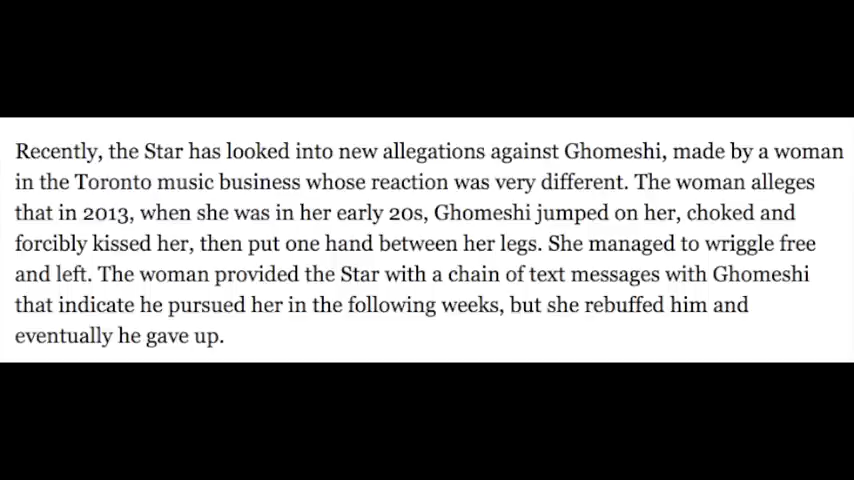 Recently, the Star has looked into new allegations against Ghomeshi, made by a woman
in the Toronto music business whose reaction was very different. The woman alleges
that in 2013, when she was in her early 20s, Ghomeshi jumped on her, choked and
forcibly kissed her, then put one hand between her legs. She managed to wriggle free
and left. The woman provided the Star with a chain of text messages with Ghomeshi
that indicate he pursued her in the following weeks, but she rebuffed him and
eventually he gave up.